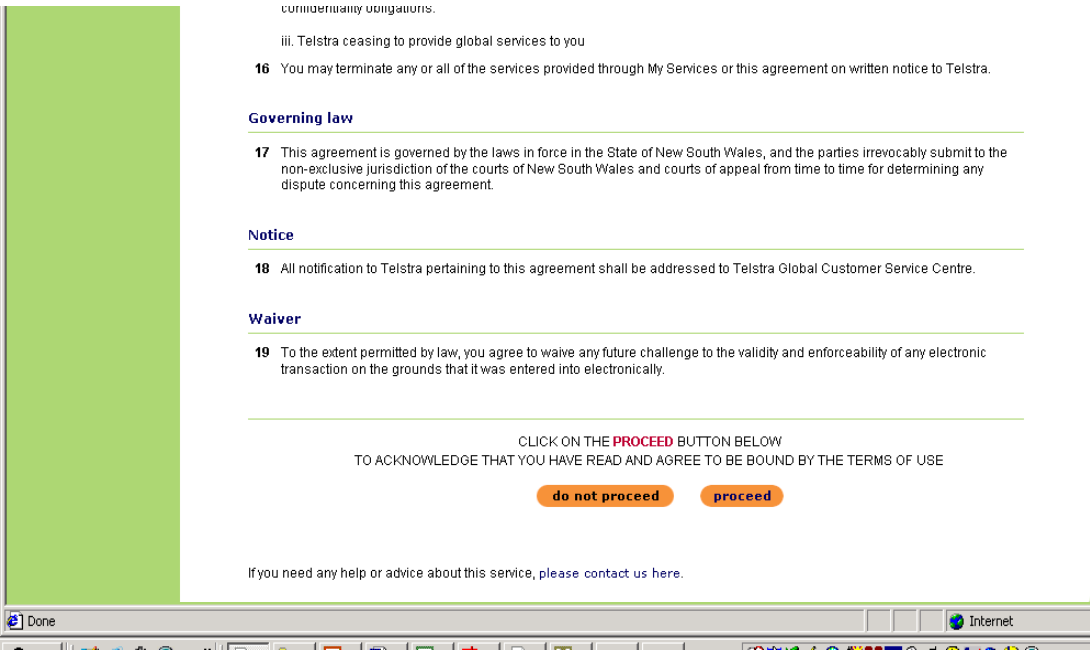 confidentiality obligations.
iii. Telstra ceasing to provide global services to you
16 You may terminate any or all of the services provided through My Services or this agreement on written notice to Telstra.
Governing law
17 This agreement is governed by the laws in force in the State of New South Wales, and the parties irrevocably submit to the
non-exclusive jurisdiction of the courts of New South Wales and courts of appeal from time to time for determining any
dispute concerning this agreement.
Notice
18 All notification to Telstra pertaining to this agreement shall be addressed to Telstra Global Customer Service Centre.
Waiver
19 To the extent permitted by law, you agree to waive any future challenge to the validity and enforceability of any electronic
transaction on the grounds that it was entered into electronically.
CLICK ON THE PROCEED BUTTON BELOW
TO ACKNOWLEDGE THAT YOU HAVE READ AND AGREE TO BE BOUND BY THE TERMS OF USE
do not proceed proceed
If you need any help or advice about this service, please contact us here.
Done Internet